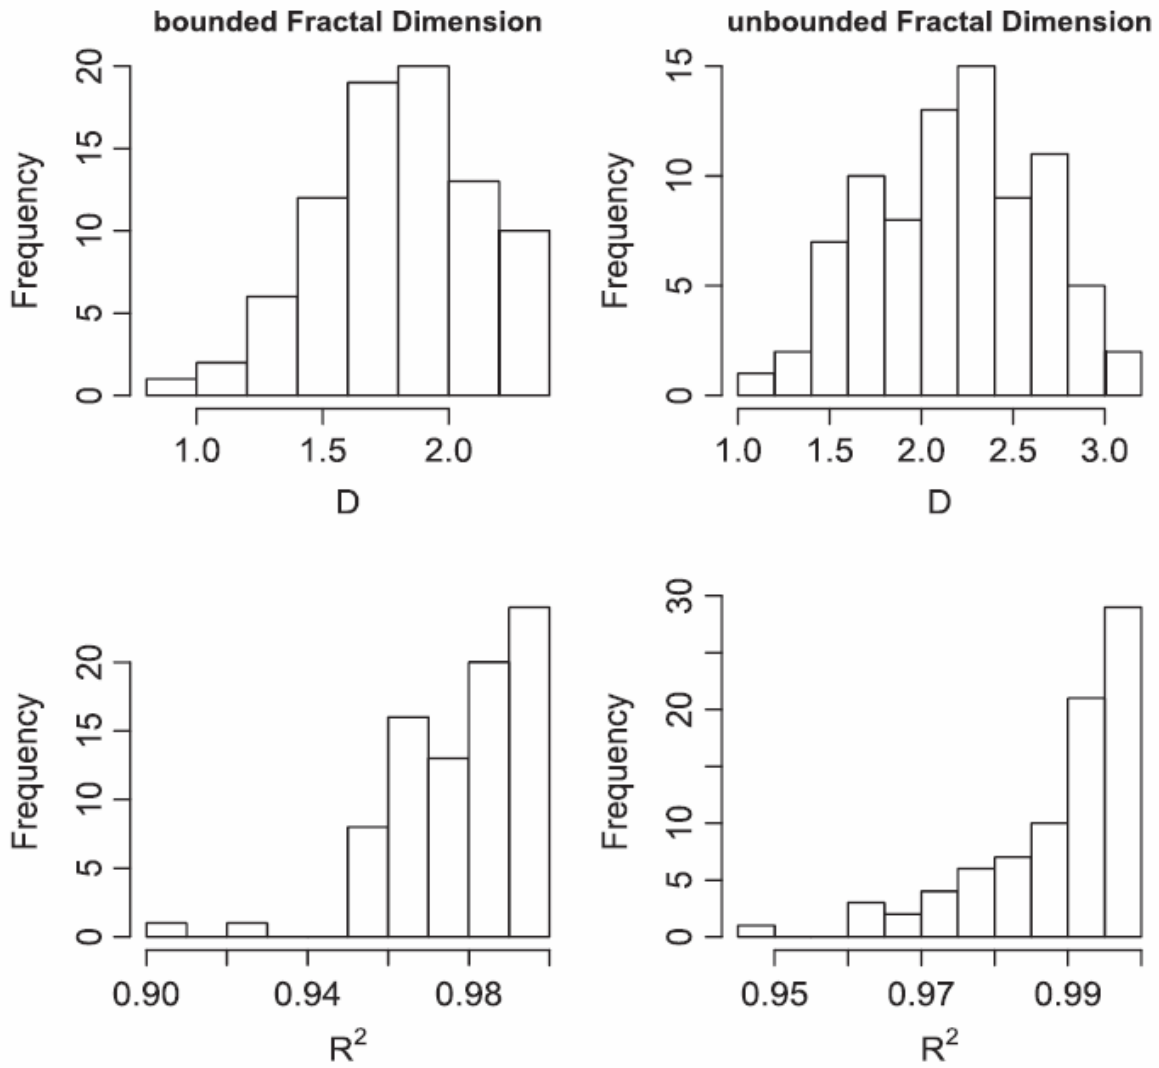 bounded Fractal Dimension
Frequency
0
5
10
15
20
1.0 1.5 2.0
D
unbounded Fractal Dimension
Frequency
0
5
10
15
1.0 1.5 2.0 2.5 3.0
D
Frequency
0
5
10
15
20
0.90 0.94 0.98
R²
Frequency
0
5
10
20
30
0.95 0.97 0.99
R²